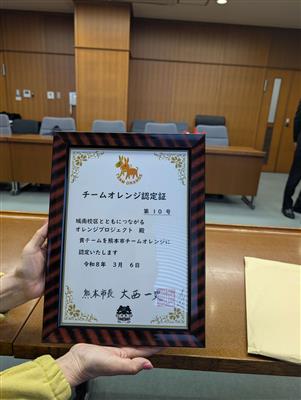 TEAM ORANGE
チームオレンジ認定証
第10号
城南校区とともにつながる
オレンジプロジェクト 殿
貴チームを熊本市チームオレンジに
認定いたします
令和8年 3月 6日
熊本市長 大西一史